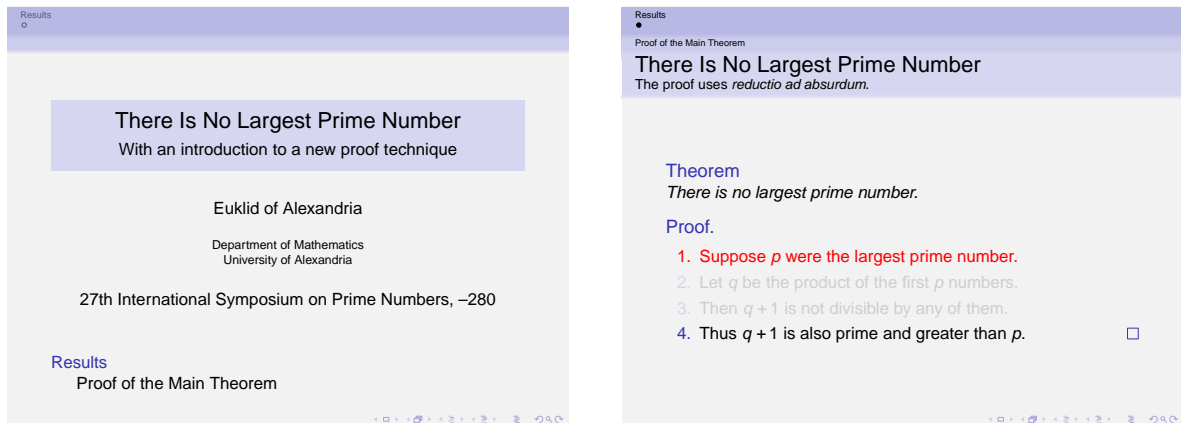 Results
There Is No Largest Prime Number
With an introduction to a new proof technique
Euklid of Alexandria
Department of Mathematics
University of Alexandria
27th International Symposium on Prime Numbers, –280
Results
Proof of the Main Theorem
Results
Proof of the Main Theorem
There Is No Largest Prime Number
The proof uses reductio ad absurdum.
Theorem
There is no largest prime number.
Proof.
1. Suppose p were the largest prime number.
2. Let q be the product of the first p numbers.
3. Then q + 1 is not divisible by any of them.
4. Thus q + 1 is also prime and greater than p.